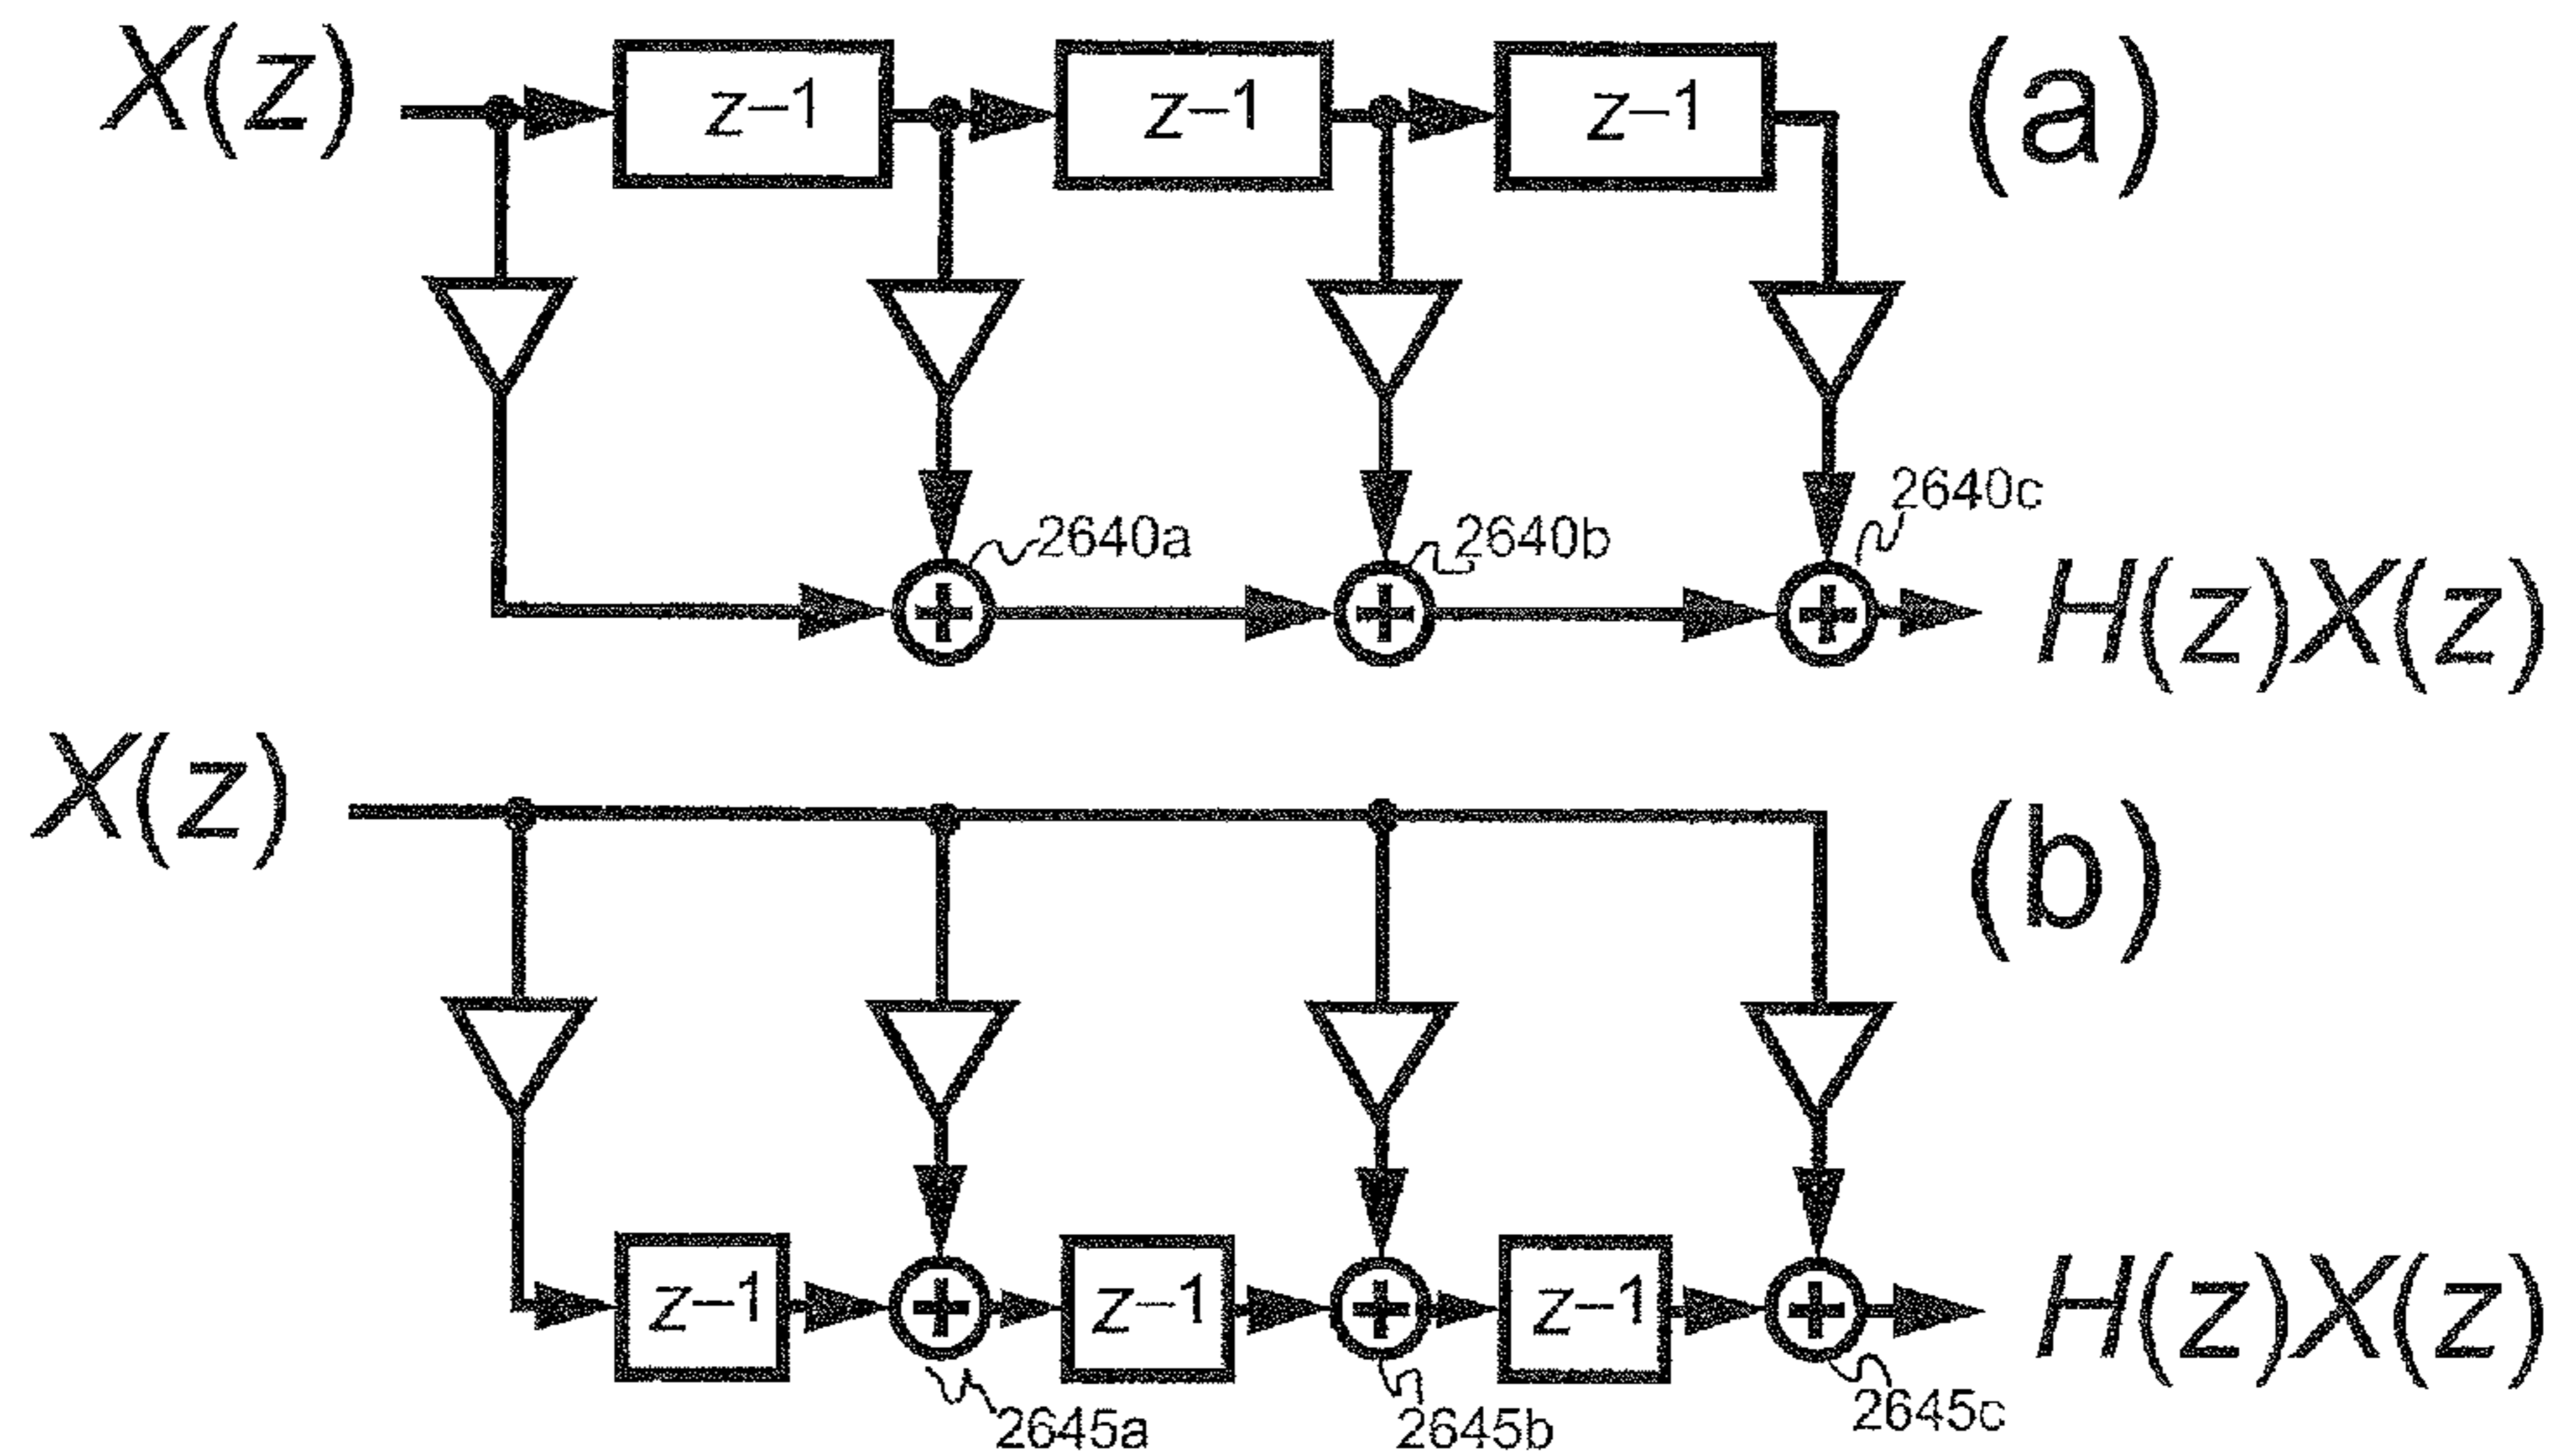 X(z) z–1 z–1 z–1 (a)
2640c
2640a 2640b
+ + + H(z)X(z)
X(z) (b)
z–1 + z–1 + z–1 + H(z)X(z)
2645a 2645b 2645c